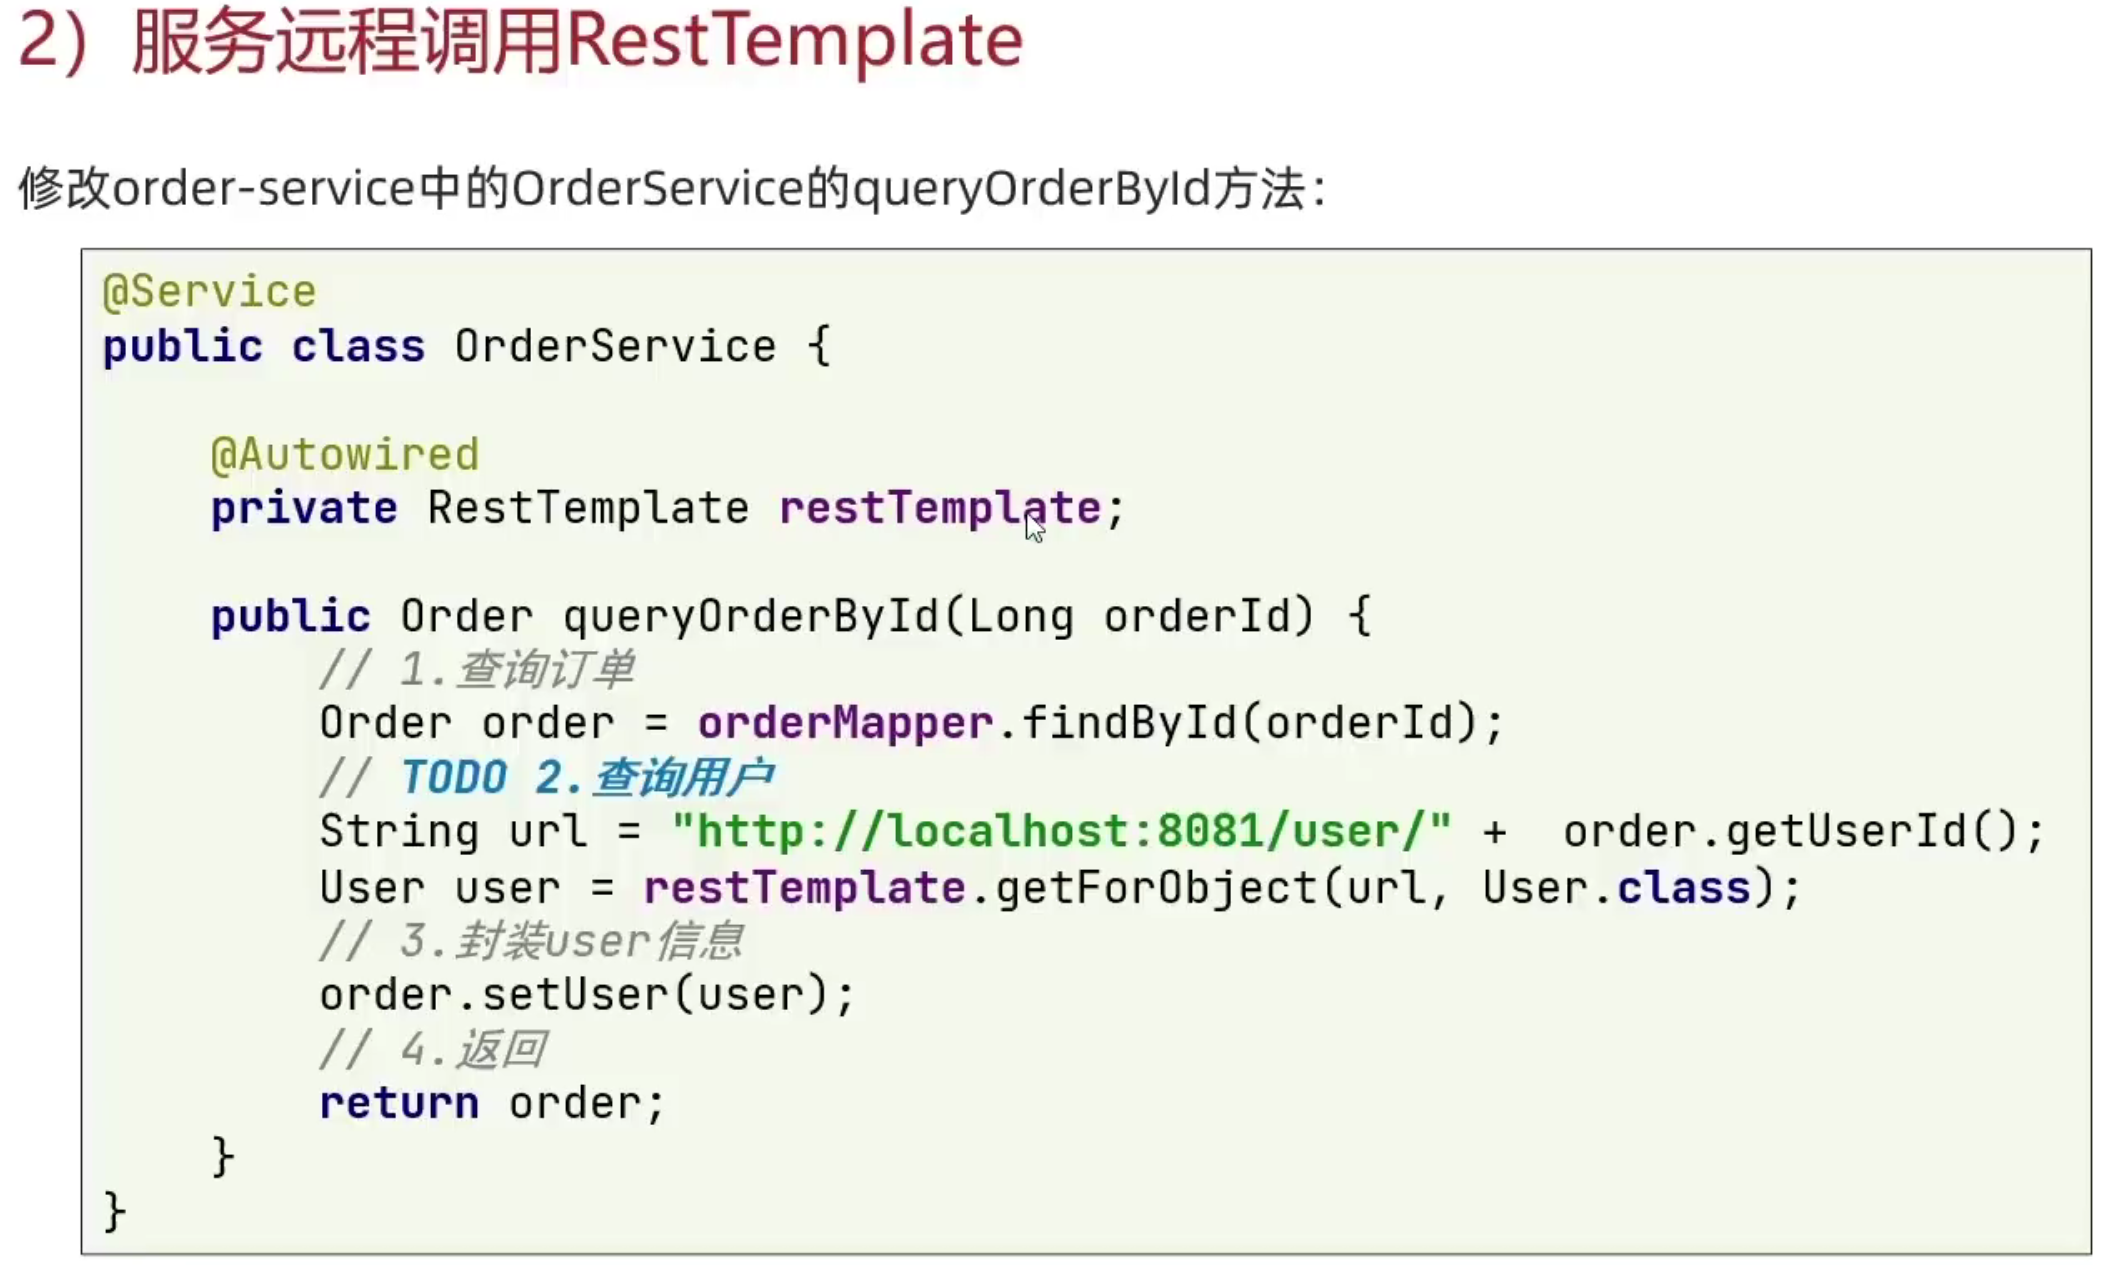 2）服务远程调用RestTemplate
修改order-service中的OrderService的queryOrderById方法：
@Service
public class OrderService {
@Autowired
private RestTemplate restTemplate;
public Order queryOrderById(Long orderId) {
// 1.查询订单
Order order = orderMapper.findById(orderId);
// TODO 2.查询用户
String url = "http://localhost:8081/user/" +  order.getUserId();
User user = restTemplate.getForObject(url, User.class);
// 3.封装user信息
order.setUser(user);
// 4.返回
return order;
}
}